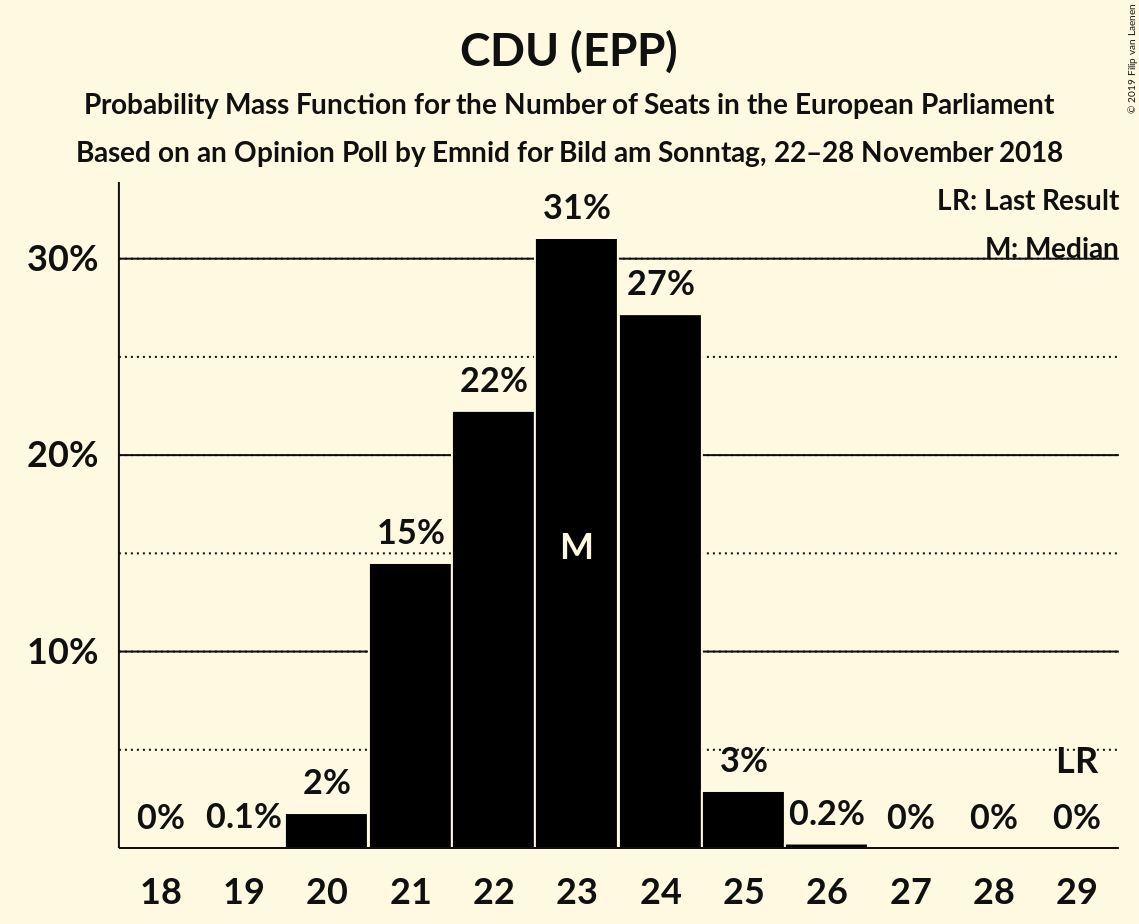 CDU (EPP)
Probability Mass Function for the Number of Seats in the European Parliament
Based on an Opinion Poll by Emnid for Bild am Sonntag, 22–28 November 2018
© 2019 Filip van Laenen
LR: Last Result
M: Median
30%
20%
10%
0%
0.1%
2%
15%
22%
31%
M
27%
3%
0.2%
0%
0%
LR
0%
18 19 20 21 22 23 24 25 26 27 28 29